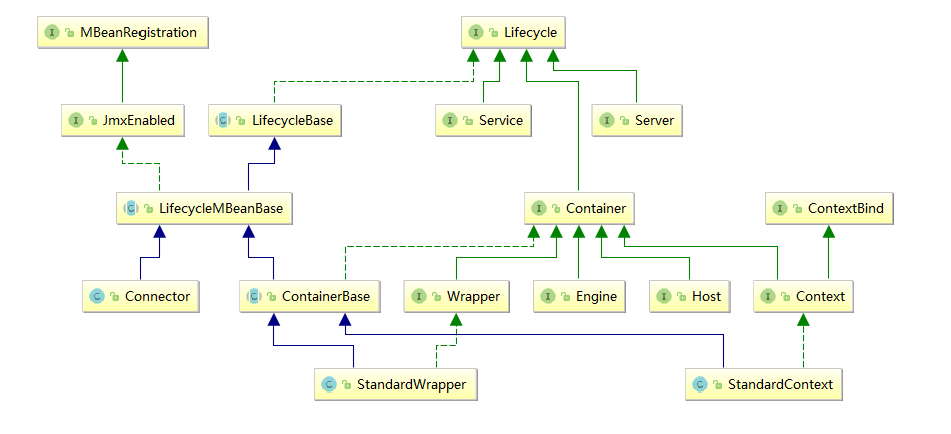 I MBeanRegistration
I Lifecycle
I JmxEnabled
C LifecycleBase
I Service
I Server
C LifecycleMBeanBase
I Container
I ContextBind
C Connector
C ContainerBase
I Wrapper
I Engine
I Host
I Context
C StandardWrapper
C StandardContext